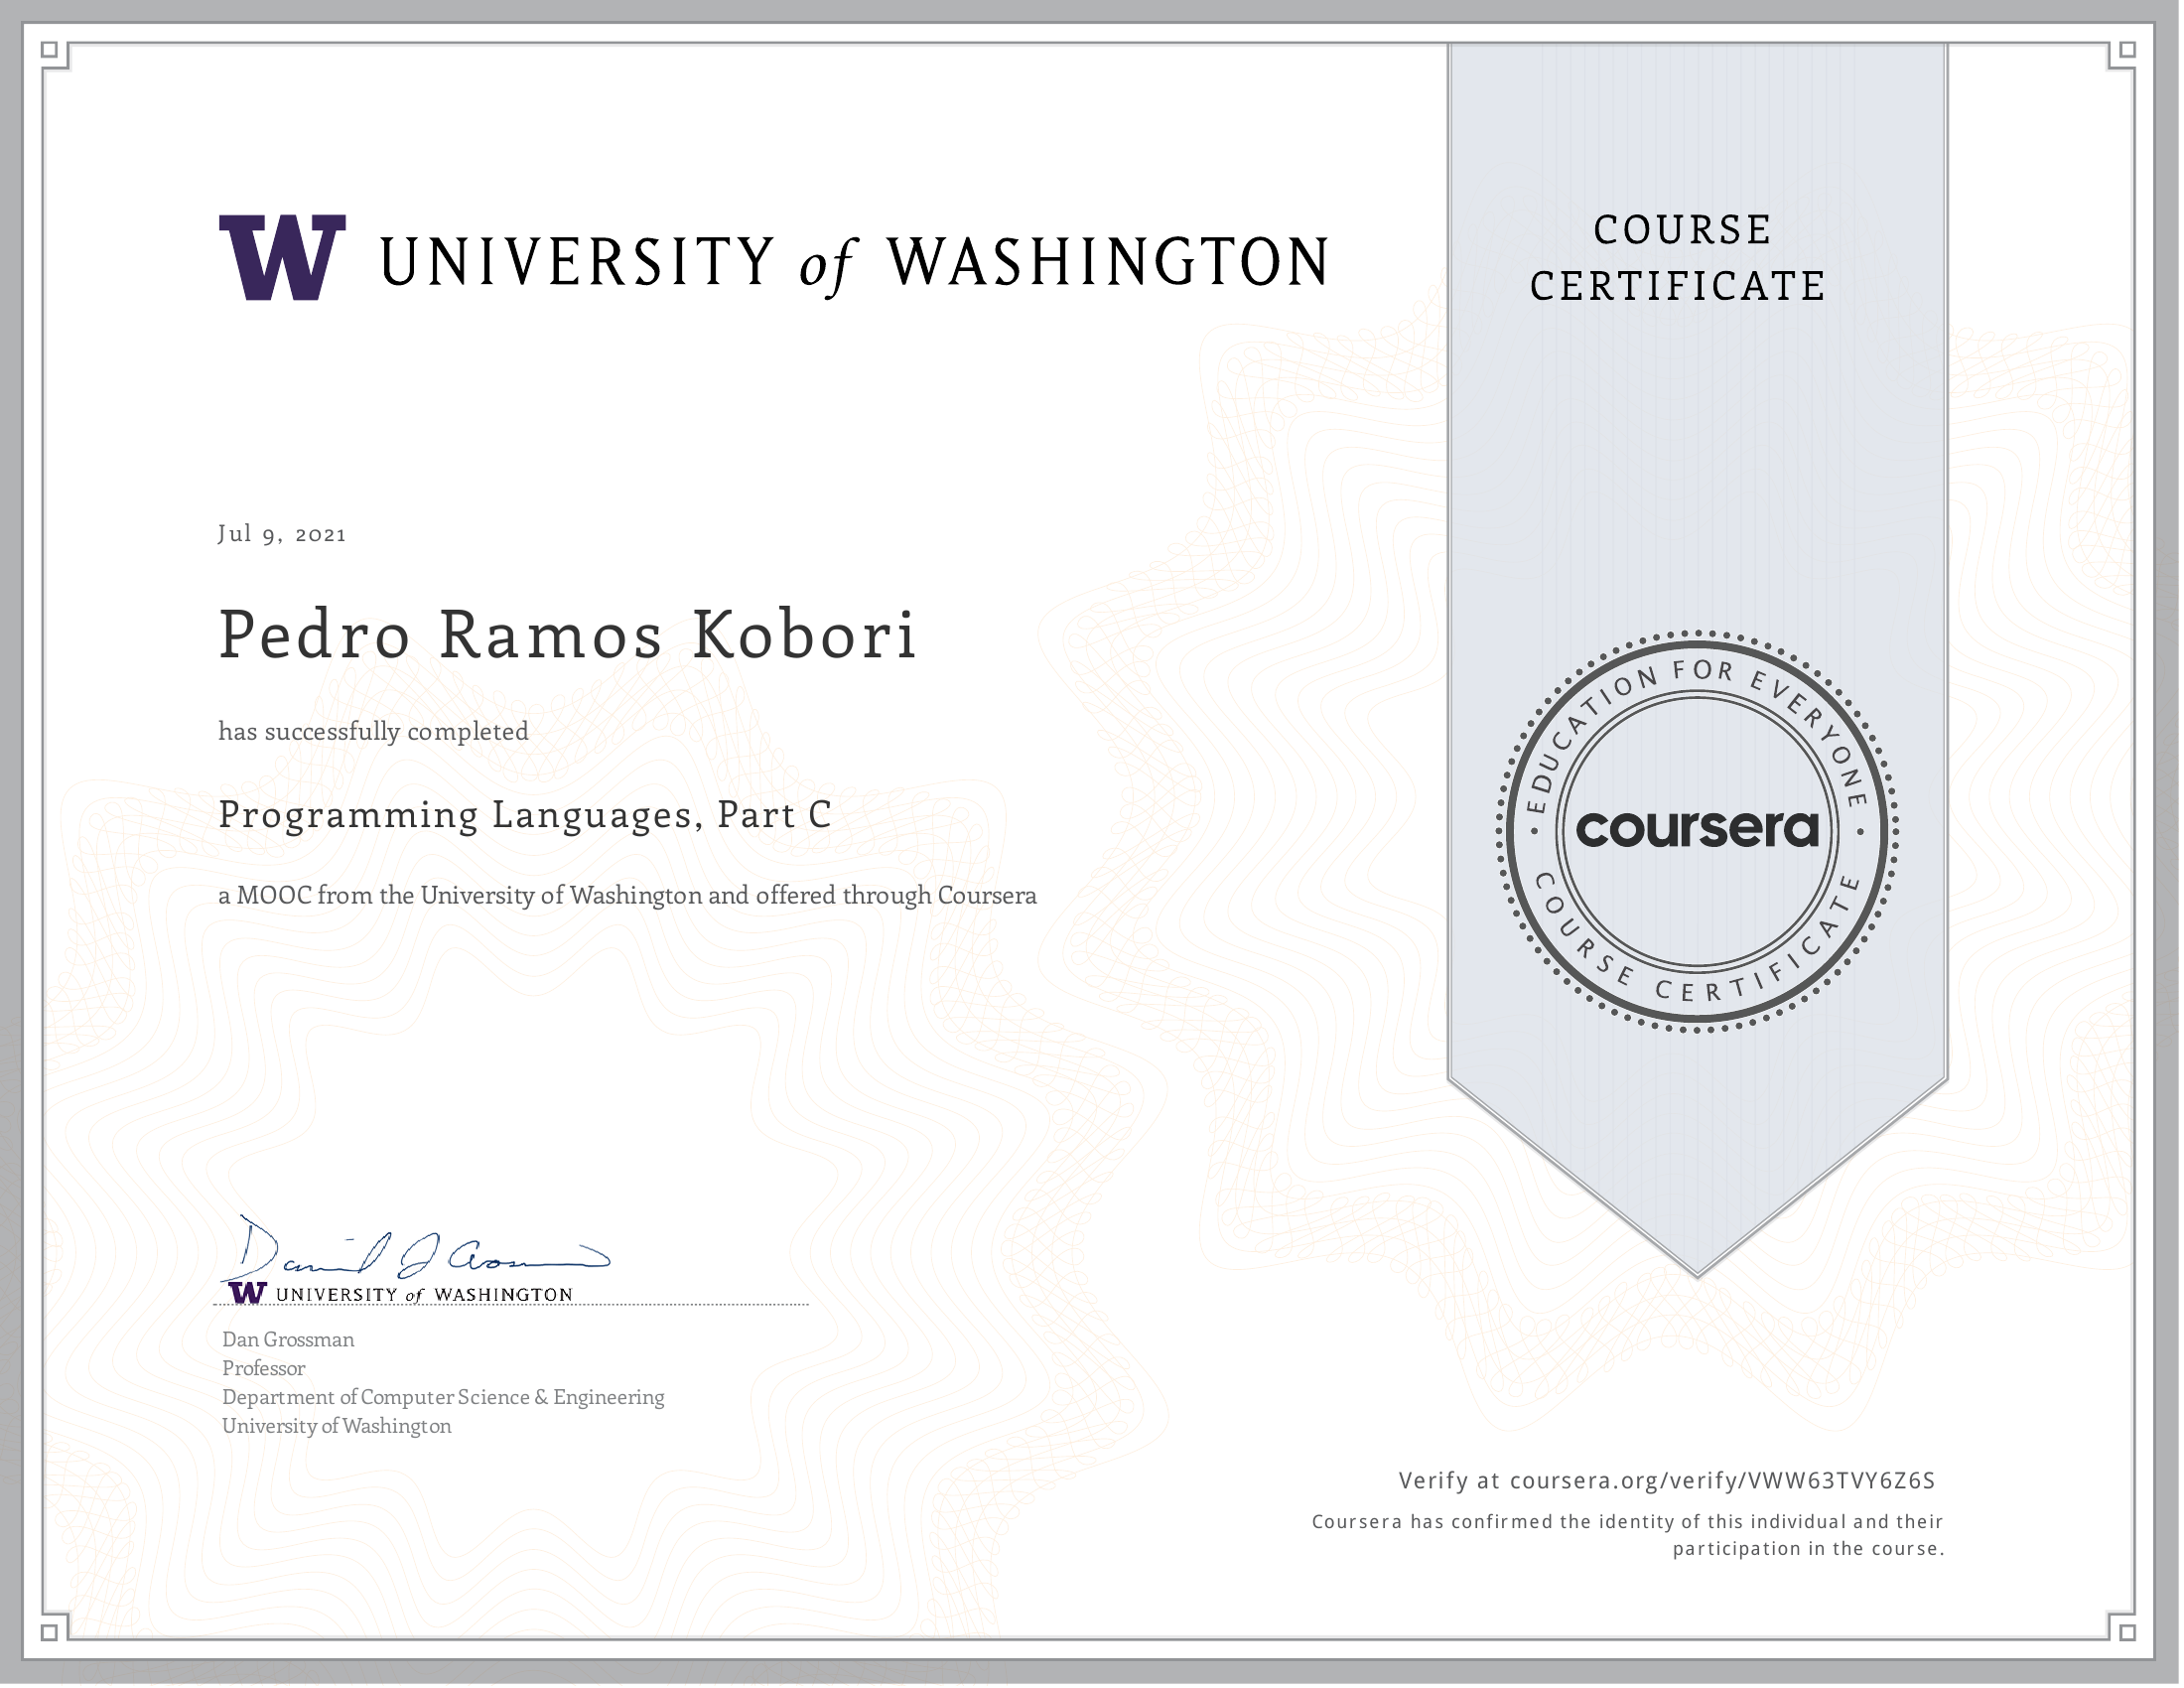 W UNIVERSITY of WASHINGTON
COURSE
CERTIFICATE
Jul 9, 2021
Pedro Ramos Kobori
has successfully completed
Programming Languages, Part C
a MOOC from the University of Washington and offered through Coursera
EDUCATION FOR EVERYONE
coursera
COURSE CERTIFICATE
W UNIVERSITY of WASHINGTON
Dan Grossman
Professor
Department of Computer Science & Engineering
University of Washington
Verify at coursera.org/verify/VWW63TVY6Z6S
Coursera has confirmed the identity of this individual and their
participation in the course.